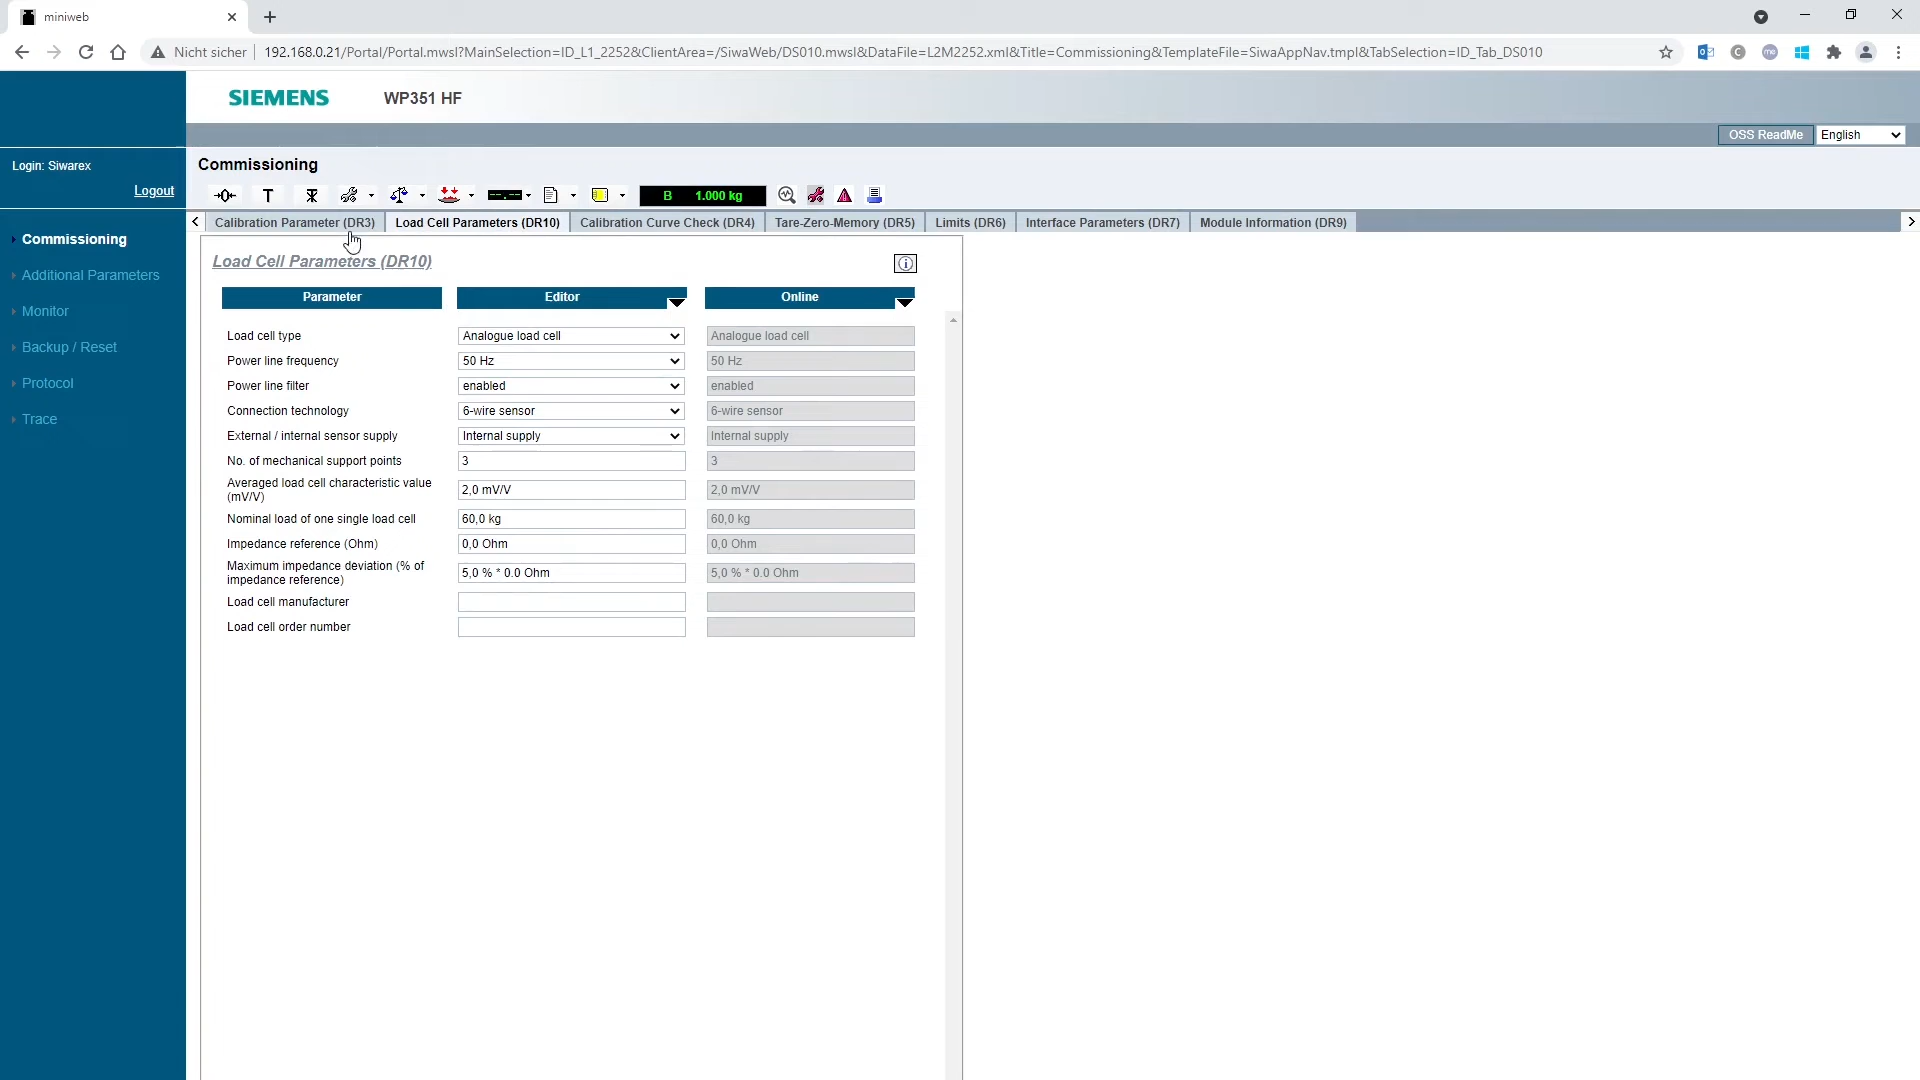 miniweb
Nicht sicher
192.168.0.21/Portal/Portal.mwsl?MainSelection=ID_L1_2252&ClientArea=/SiwaWeb/DS010.mwsl&DataFile=L2M2252.xml&Title=Commissioning&TemplateFile=SiwaAppNav.tmpl&TabSelection=ID_Tab_DS010
SIEMENS WP351 HF
OSS ReadMe English
Login: Siwarex
Logout
Commissioning
Additional Parameters
Monitor
Backup / Reset
Protocol
Trace
Commissioning
T B 1.000 kg
Calibration Parameter (DR3) Load Cell Parameters (DR10) Calibration Curve Check (DR4) Tare-Zero-Memory (DR5) Limits (DR6) Interface Parameters (DR7) Module Information (DR9)
Load Cell Parameters (DR10)
Parameter Editor Online
Load cell type Analogue load cell Analogue load cell
Power line frequency 50 Hz 50 Hz
Power line filter enabled enabled
Connection technology 6-wire sensor 6-wire sensor
External / internal sensor supply Internal supply Internal supply
No. of mechanical support points 3 3
Averaged load cell characteristic value
(mV/V) 2,0 mV/V 2,0 mV/V
Nominal load of one single load cell 60,0 kg 60,0 kg
Impedance reference (Ohm) 0,0 Ohm 0,0 Ohm
Maximum impedance deviation (% of
impedance reference) 5,0 % * 0.0 Ohm 5,0 % * 0.0 Ohm
Load cell manufacturer
Load cell order number